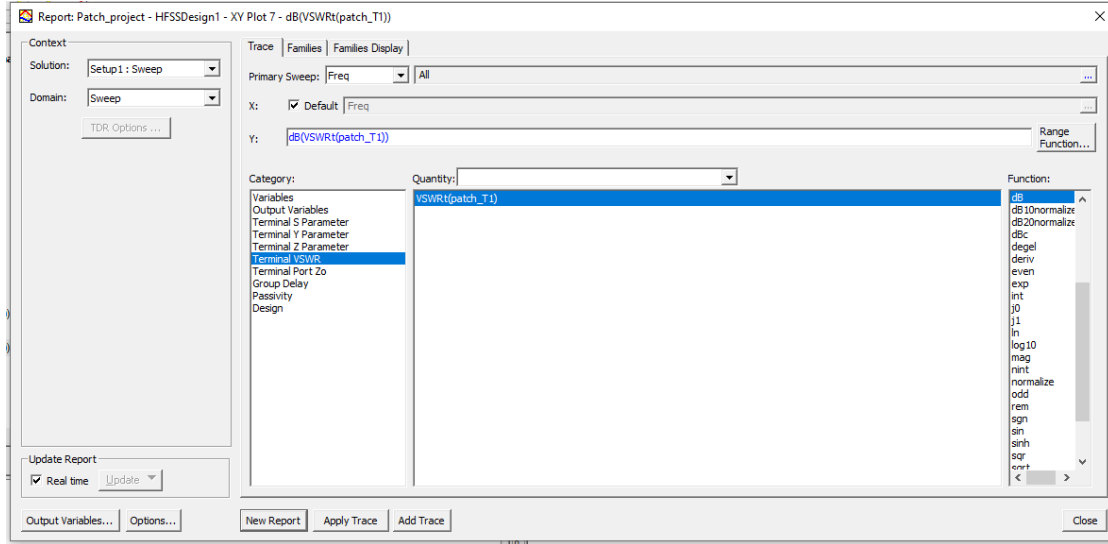 Report: Patch_project - HFSSDesign1 - XY Plot 7 - dB(VSWRt(patch_T1))
Context
Solution: Setup1 : Sweep
Domain: Sweep
TDR Options ...
Update Report
Real time Update
Output Variables... Options...
Trace Families Families Display
Primary Sweep: Freq All ...
X: Default Freq ...
Y: dB(VSWRt(patch_T1)) Range
Function...
Category: Quantity: Function:
Variables
Output Variables
Terminal S Parameter
Terminal Y Parameter
Terminal Z Parameter
Terminal VSWR
Terminal Port Zo
Group Delay
Passivity
Design
VSWRt(patch_T1)
dB
dB10normalize
dB20normalize
dBc
degel
deriv
even
exp
int
j0
j1
ln
log10
mag
nint
normalize
odd
rem
sgn
sin
sinh
sqr
sqrt
New Report Apply Trace Add Trace Close